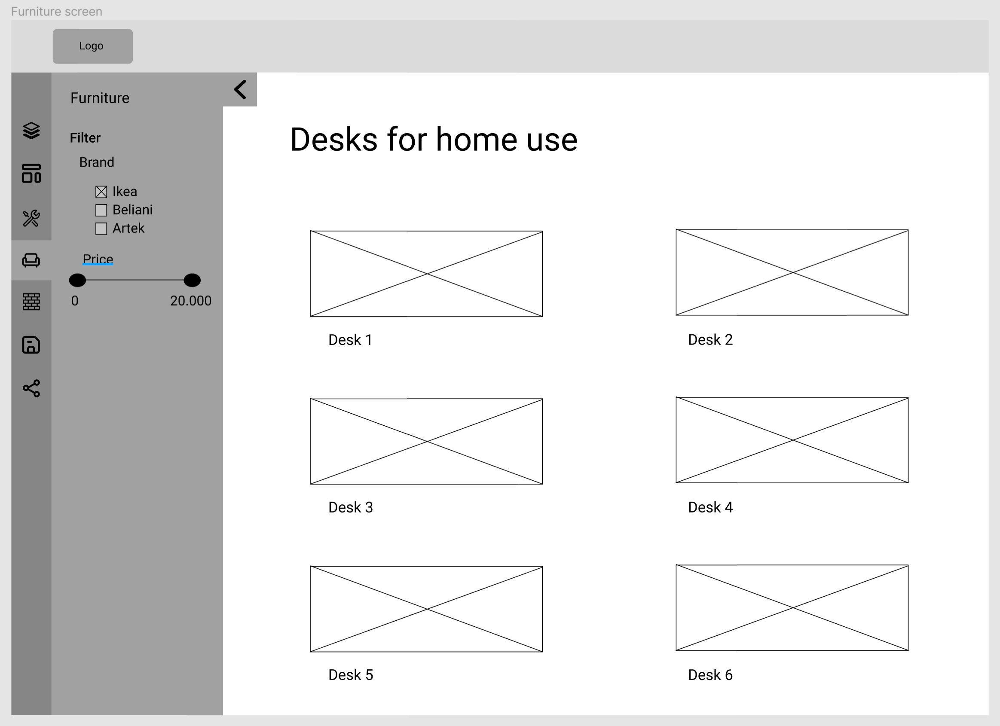 Furniture screen
Logo
Furniture
Filter
Brand
Ikea
Beliani
Artek
Price
0
20.000
Desks for home use
Desk 1
Desk 2
Desk 3
Desk 4
Desk 5
Desk 6